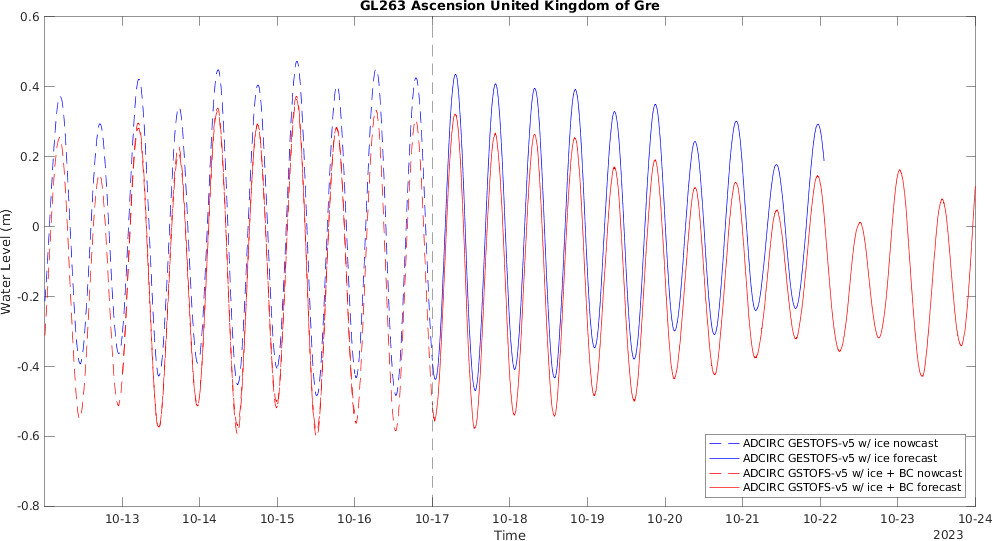 GL263 Ascension United Kingdom of Gre
0.6
0.4
0.2
0
-0.2
-0.4
-0.6
-0.8
Water Level (m)
10-13 10-14 10-15 10-16 10-17 10-18 10-19 10-20 10-21 10-22 10-23 10-24
Time
2023
ADCIRC GESTOFS-v5 w/ ice nowcast
ADCIRC GESTOFS-v5 w/ ice forecast
ADCIRC GSTOFS-v5 w/ ice + BC nowcast
ADCIRC GSTOFS-v5 w/ ice + BC forecast